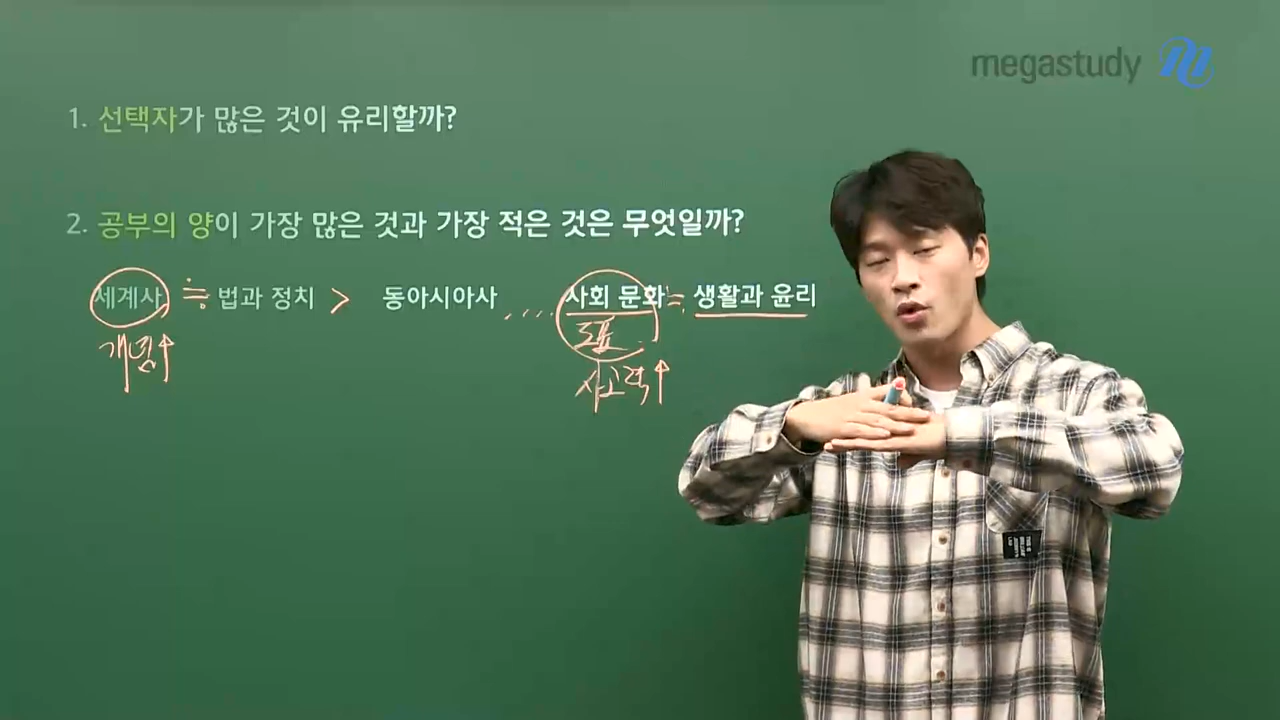 megastudy
1. 선택자가 많은 것이 유리할까?
2. 공부의 양이 가장 많은 것과 가장 적은 것은 무엇일까?
세계사 ≒ 법과 정치 > 동아시아사 ..... 사회 문화 = 생활과 윤리
개념↑ 도표
사고력↑